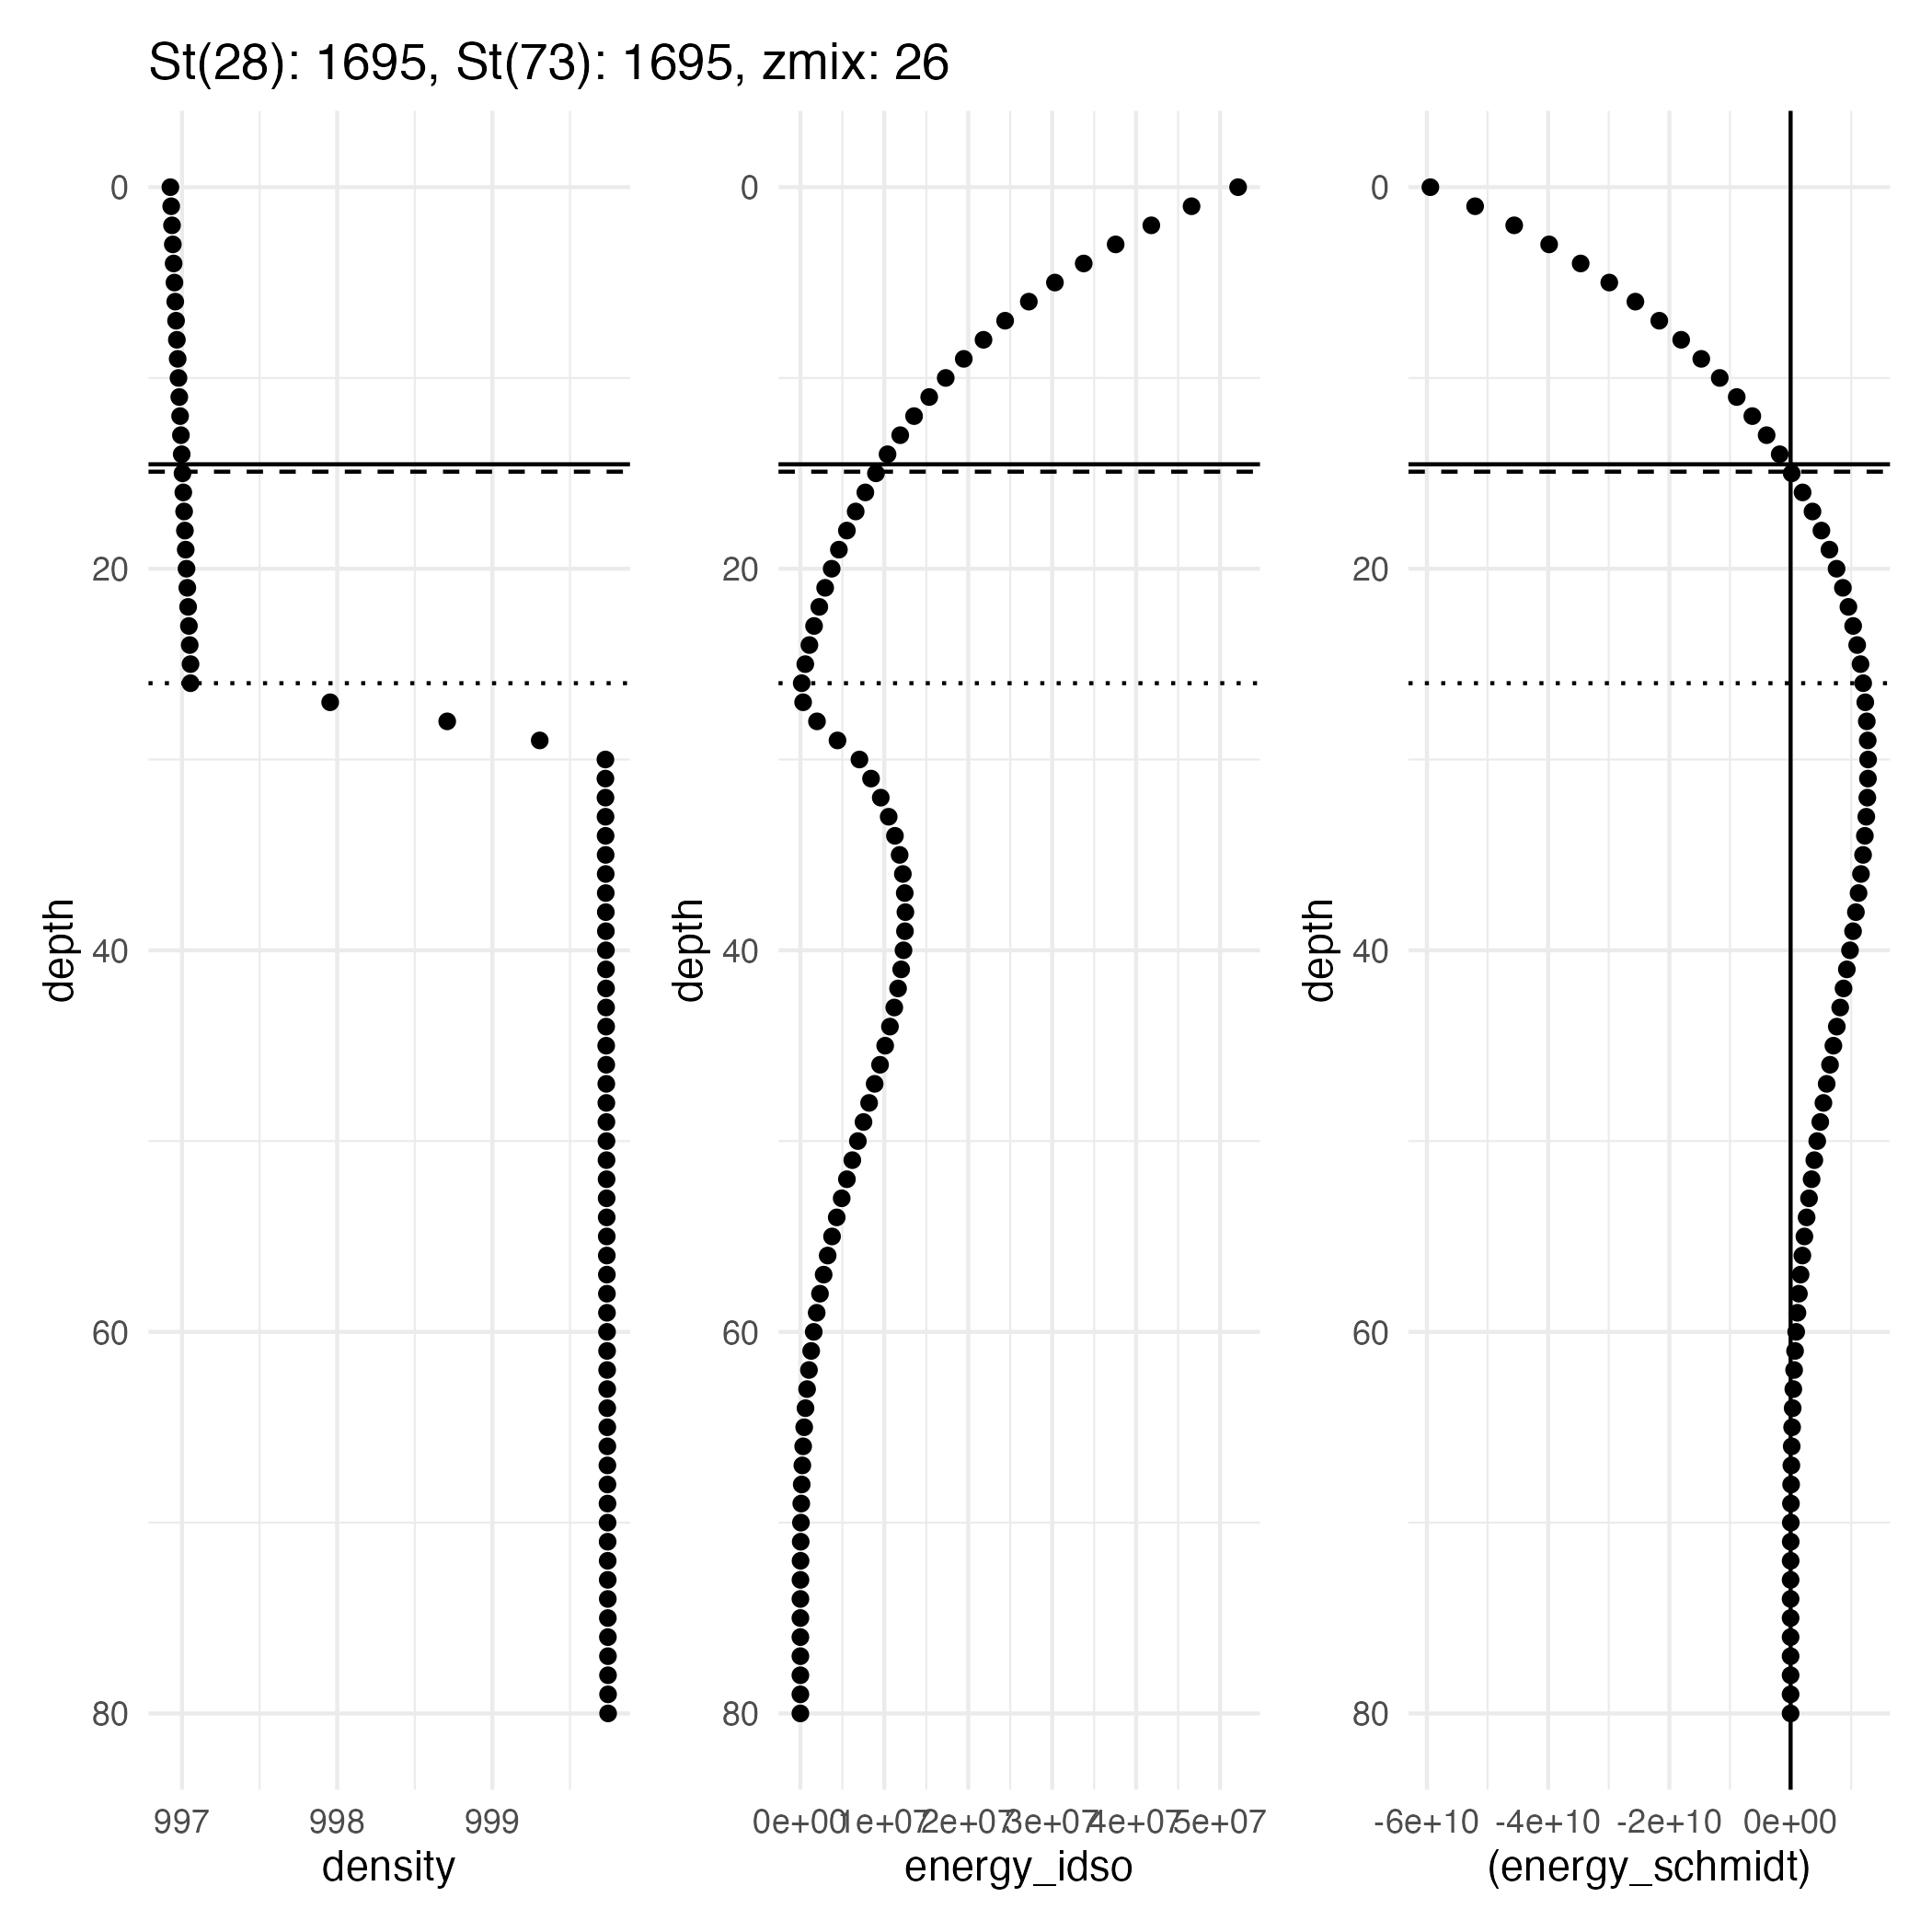 St(28): 1695, St(73): 1695, zmix: 26
0
20
40
60
80
depth
997 998 999
density
0
20
40
60
80
depth
0e+00 1e+07 2e+07 3e+07 4e+07 5e+07
energy_idso
0
20
40
60
80
depth
-6e+10 -4e+10 -2e+10 0e+00
(energy_schmidt)